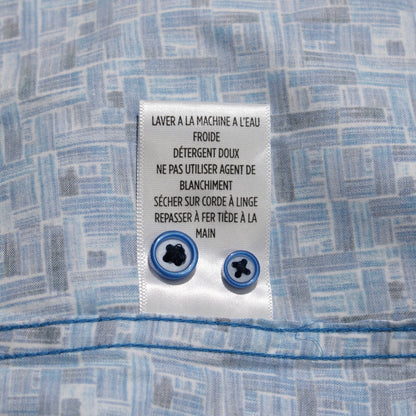 LAVER A LA MACHINE A L'EAU
FROIDE
DÉTERGENT DOUX
NE PAS UTILISER AGENT DE
BLANCHIMENT
SÉCHER SUR CORDE À LINGE
REPASSER À FER TIÈDE À LA
MAIN